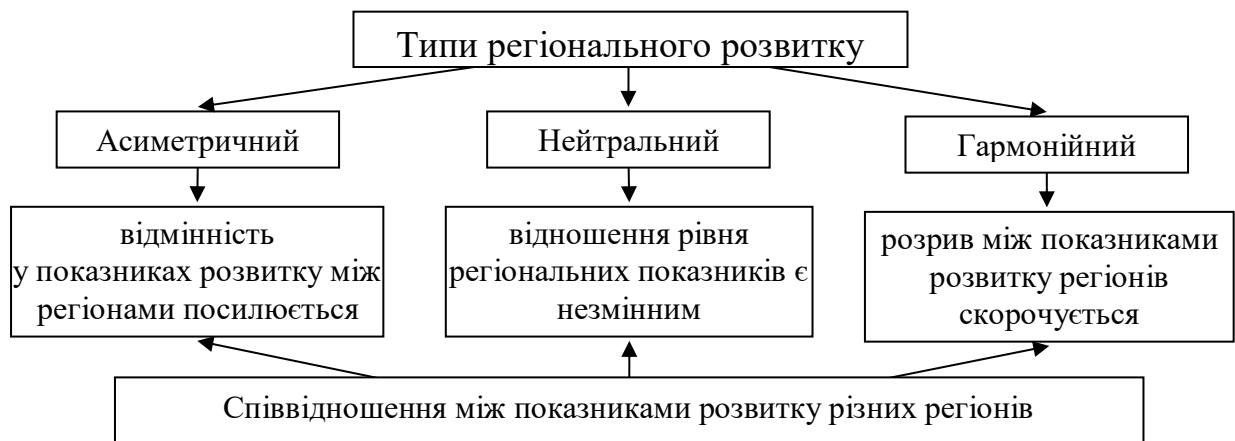 Типи регіонального розвитку
Асиметричний
Нейтральний
Гармонійний
відмінність
у показниках розвитку між
регіонами посилюється
відношення рівня
регіональних показників є
незмінним
розрив між показниками
розвитку регіонів
скорочується
Співвідношення між показниками розвитку різних регіонів